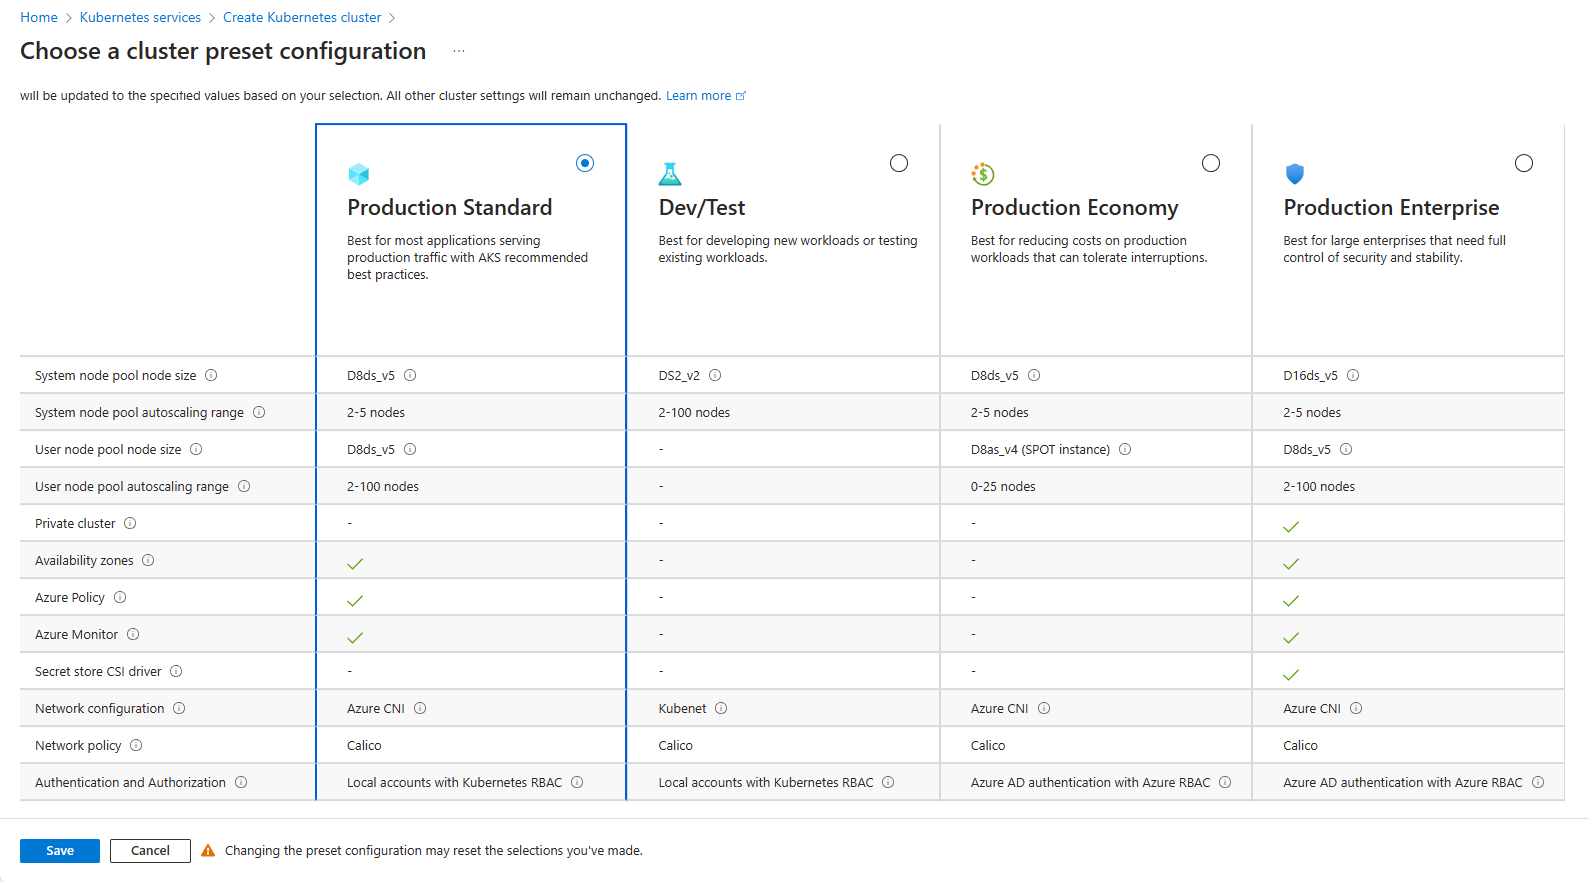 Home > Kubernetes services > Create Kubernetes cluster >
Choose a cluster preset configuration ...
will be updated to the specified values based on your selection. All other cluster settings will remain unchanged. Learn more
Production Standard
Best for most applications serving
production traffic with AKS recommended
best practices.
Dev/Test
Best for developing new workloads or testing
existing workloads.
Production Economy
Best for reducing costs on production
workloads that can tolerate interruptions.
Production Enterprise
Best for large enterprises that need full
control of security and stability.
System node pool node size D8ds_v5 DS2_v2 D8ds_v5 D16ds_v5
System node pool autoscaling range 2-5 nodes 2-100 nodes 2-5 nodes 2-5 nodes
User node pool node size D8ds_v5 - D8as_v4 (SPOT instance) D8ds_v5
User node pool autoscaling range 2-100 nodes - 0-25 nodes 2-100 nodes
Private cluster - - -
Availability zones - -
Azure Policy - -
Azure Monitor - -
Secret store CSI driver - - -
Network configuration Azure CNI Kubenet Azure CNI Azure CNI
Network policy Calico Calico Calico Calico
Authentication and Authorization Local accounts with Kubernetes RBAC Local accounts with Kubernetes RBAC Azure AD authentication with Azure RBAC Azure AD authentication with Azure RBAC
Save Cancel Changing the preset configuration may reset the selections you've made.